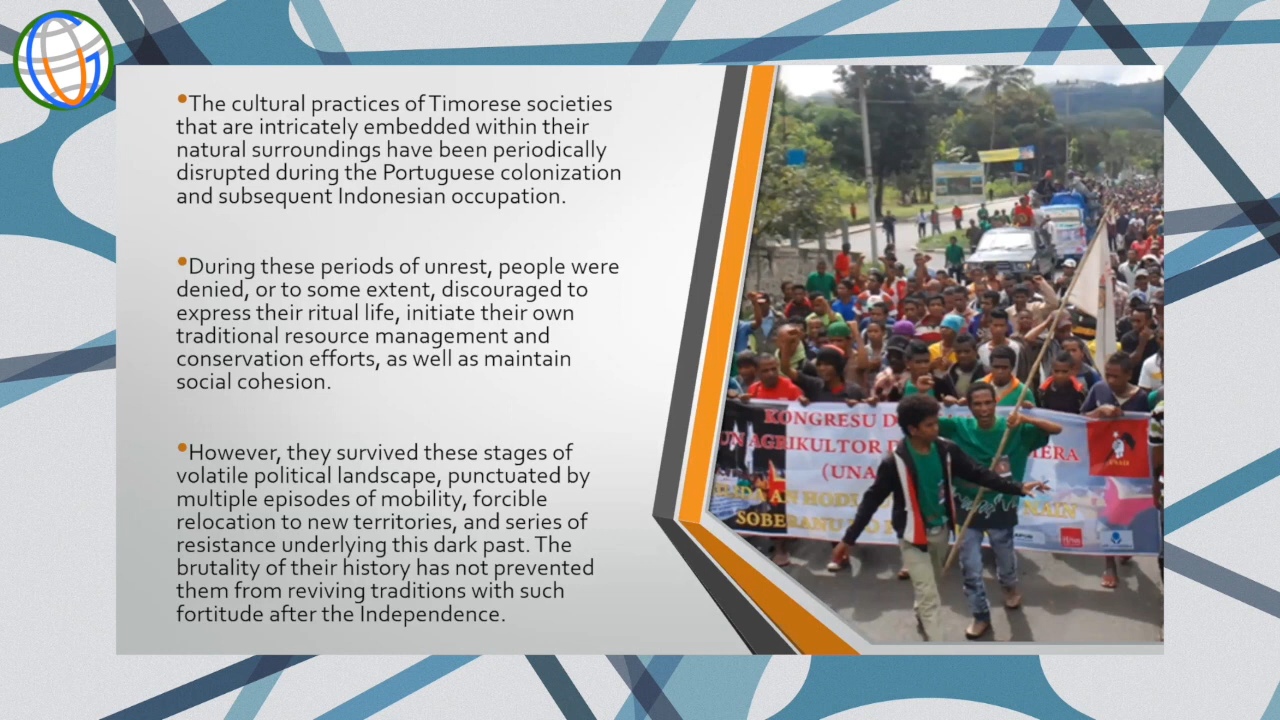 •The cultural practices of Timorese societies
that are intricately embedded within their
natural surroundings have been periodically
disrupted during the Portuguese colonization
and subsequent Indonesian occupation.
•During these periods of unrest, people were
denied, or to some extent, discouraged to
express their ritual life, initiate their own
traditional resource management and
conservation efforts, as well as maintain
social cohesion.
•However, they survived these stages of
volatile political landscape, punctuated by
multiple episodes of mobility, forcible
relocation to new territories, and series of
resistance underlying this dark past. The
brutality of their history has not prevented
them from reviving traditions with such
fortitude after the Independence.
KONGRESU D
UN AGRIKULTOR ERA
(UNA